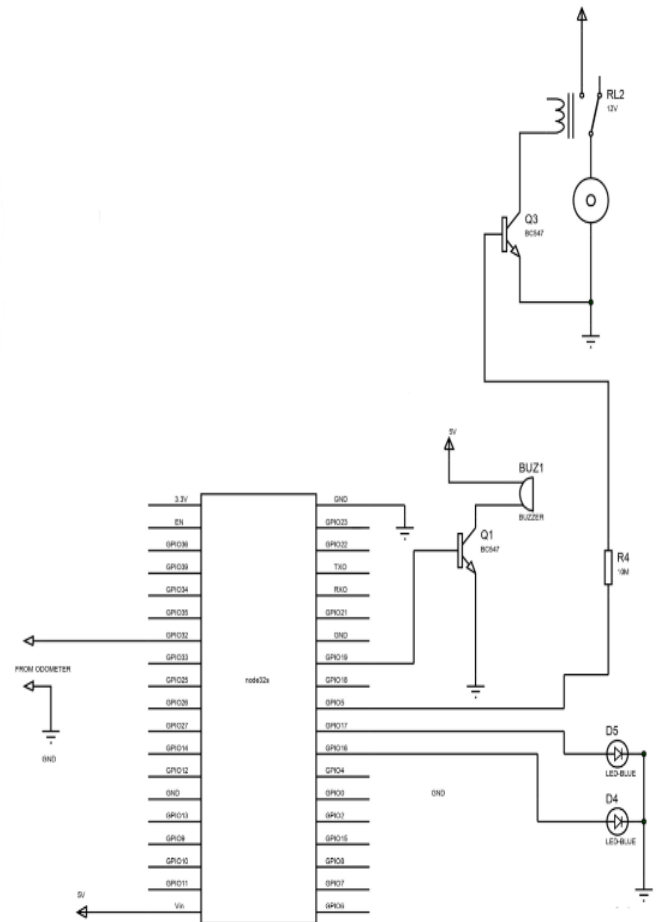 RL2
12V
Q3
BC547
5V
BUZ1
BUZZER
Q1
BC547
R4
10M
3.3V
EN
GPIO36
GPIO39
GPIO34
GPIO35
GPIO32
GPIO33
GPIO25
GPIO26
GPIO27
GPIO14
GPIO12
GND
GPIO13
GPIO9
GPIO10
GPIO11
Vin
node32s
GND
GPIO23
GPIO22
TXO
RXO
GPIO21
GND
GPIO19
GPIO18
GPIO5
GPIO17
GPIO16
GPIO4
GPIO0
GPIO2
GPIO15
GPIO8
GPIO7
GPIO6
FROM ODOMETER
GND
5V
GND
D5
LED-BLUE
D4
LED-BLUE